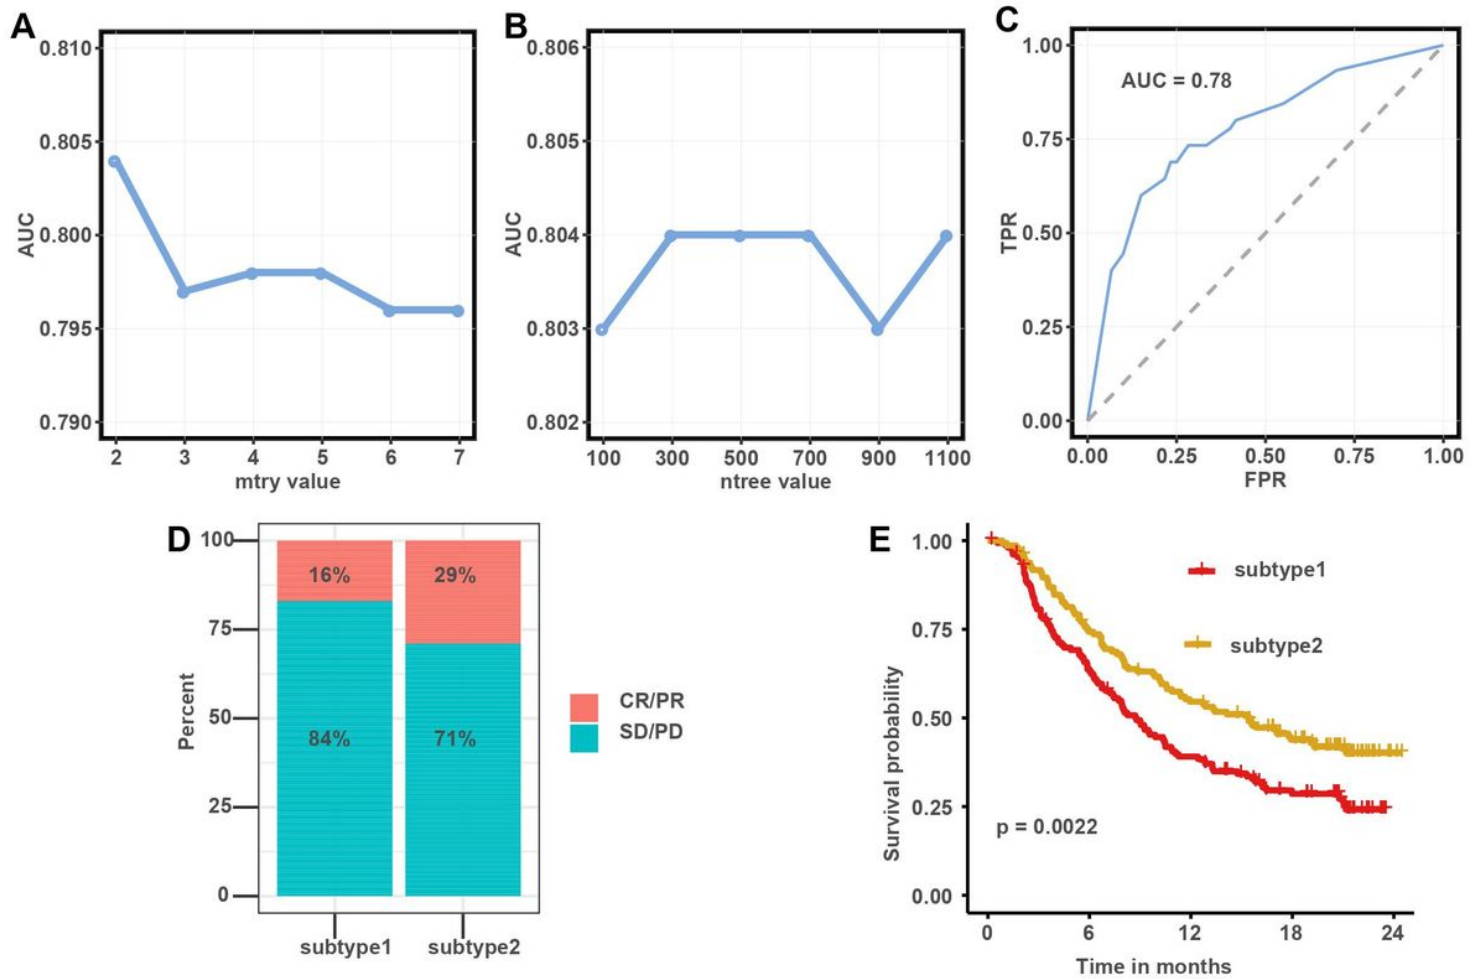 A
0.810
0.805
0.800
0.795
0.790
AUC
2 3 4 5 6 7
mtry value
B
0.806
0.805
0.804
0.803
0.802
AUC
100 300 500 700 900 1100
ntree value
C
1.00
0.75
0.50
0.25
0.00
TPR
AUC = 0.78
0.00 0.25 0.50 0.75 1.00
FPR
D
100
75
50
25
0
Percent
16% 29%
84% 71%
subtype1 subtype2
CR/PR
SD/PD
E
1.00
0.75
0.50
0.25
0.00
Survival probability
subtype1
subtype2
p = 0.0022
0 6 12 18 24
Time in months